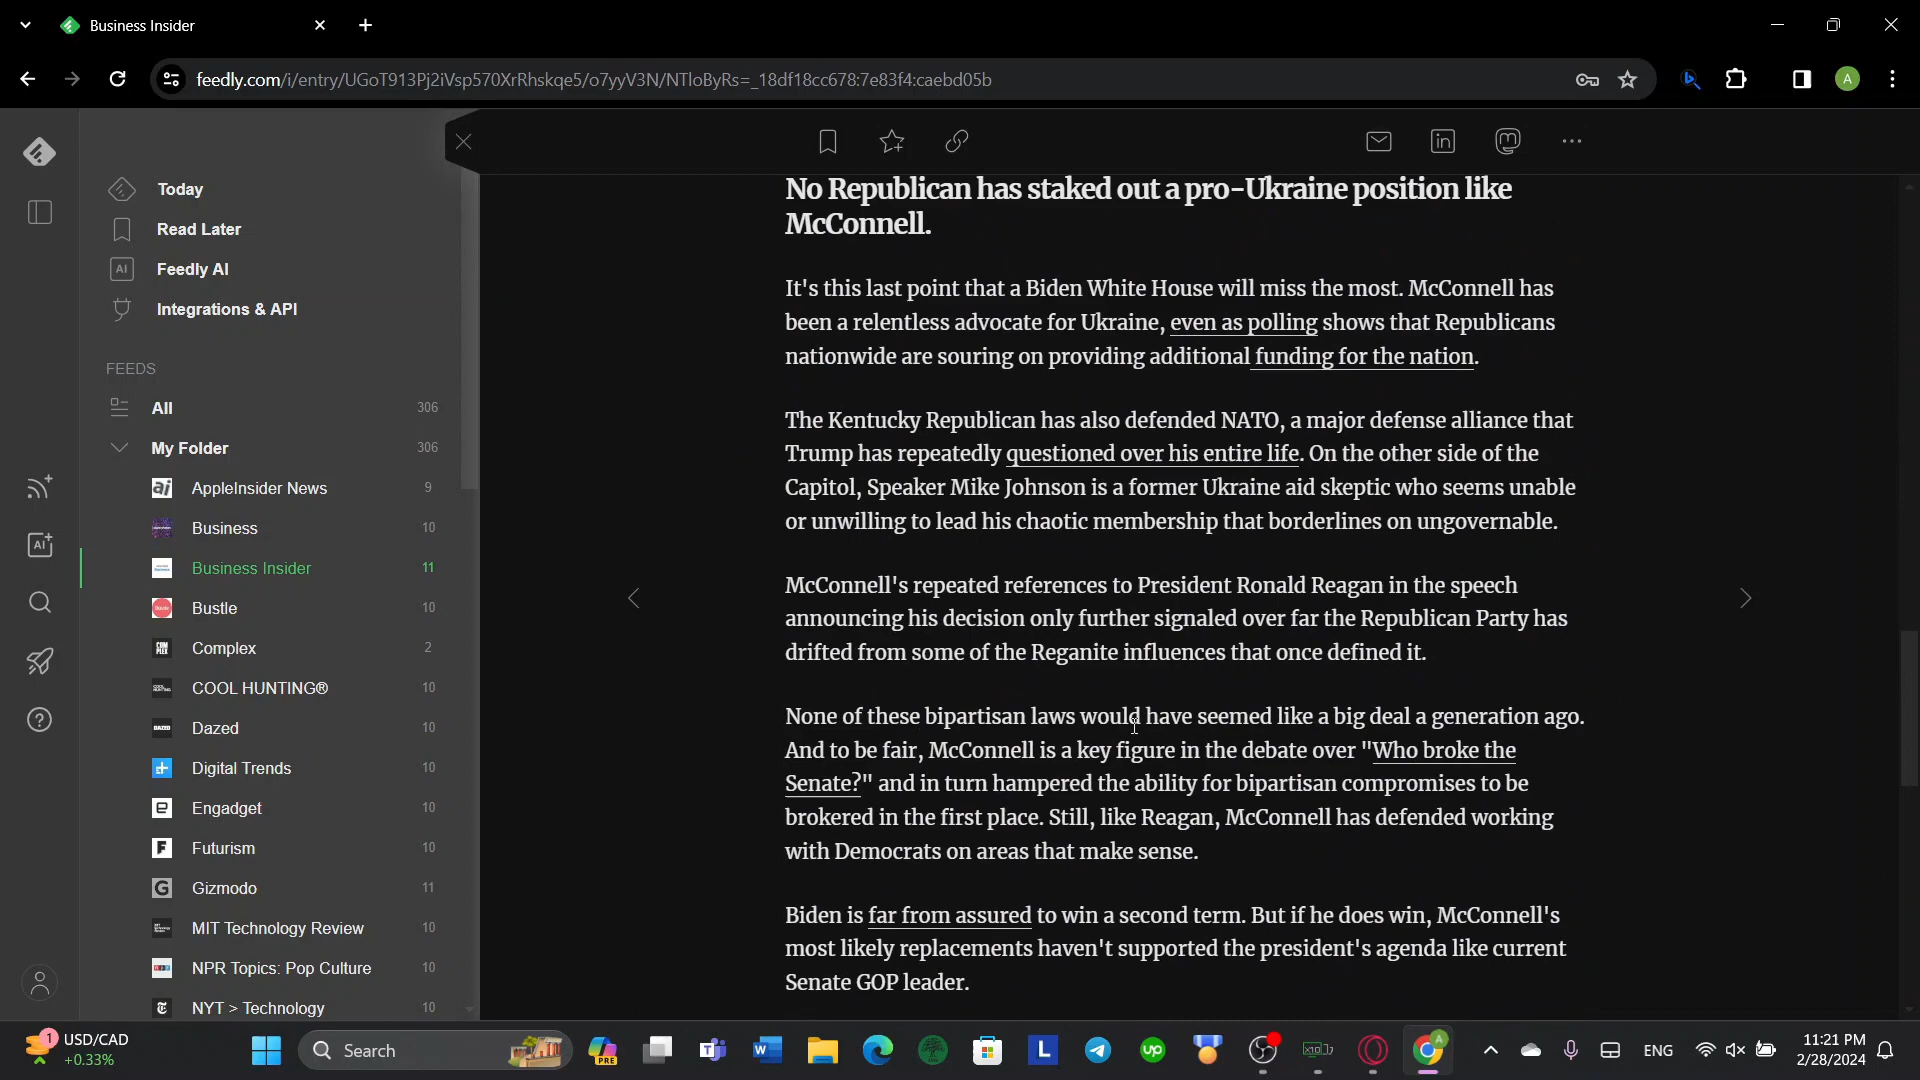 Business Insider
feedly.com/i/entry/UGoT913Pj2iVsp570XrRhskqe5/o7yyV3N/NTloByRs=_18df18cc678:7e83f4:caebd05b
A
Today
Read Later
AI Feedly AI
Integrations & API
FEEDS
All 306
My Folder 306
ai AppleInsider News 9
Business 10
Business Insider 11
Bustle 10
Complex 2
COOL HUNTING® 10
Dazed 10
Digital Trends 10
Engadget 10
Futurism 10
Gizmodo 11
MIT Technology Review 10
NPR Topics: Pop Culture 10
NYT > Technology 10
No Republican has staked out a pro-Ukraine position like
McConnell.
It's this last point that a Biden White House will miss the most. McConnell has
been a relentless advocate for Ukraine, even as polling shows that Republicans
nationwide are souring on providing additional funding for the nation.
The Kentucky Republican has also defended NATO, a major defense alliance that
Trump has repeatedly questioned over his entire life. On the other side of the
Capitol, Speaker Mike Johnson is a former Ukraine aid skeptic who seems unable
or unwilling to lead his chaotic membership that borderlines on ungovernable.
McConnell's repeated references to President Ronald Reagan in the speech
announcing his decision only further signaled over far the Republican Party has
drifted from some of the Reganite influences that once defined it.
None of these bipartisan laws would have seemed like a big deal a generation ago.
And to be fair, McConnell is a key figure in the debate over "Who broke the
Senate?" and in turn hampered the ability for bipartisan compromises to be
brokered in the first place. Still, like Reagan, McConnell has defended working
with Democrats on areas that make sense.
Biden is far from assured to win a second term. But if he does win, McConnell's
most likely replacements haven't supported the president's agenda like current
Senate GOP leader.
1
USD/CAD
+0.33%
Search
PRE
ENG
11:21 PM
2/28/2024